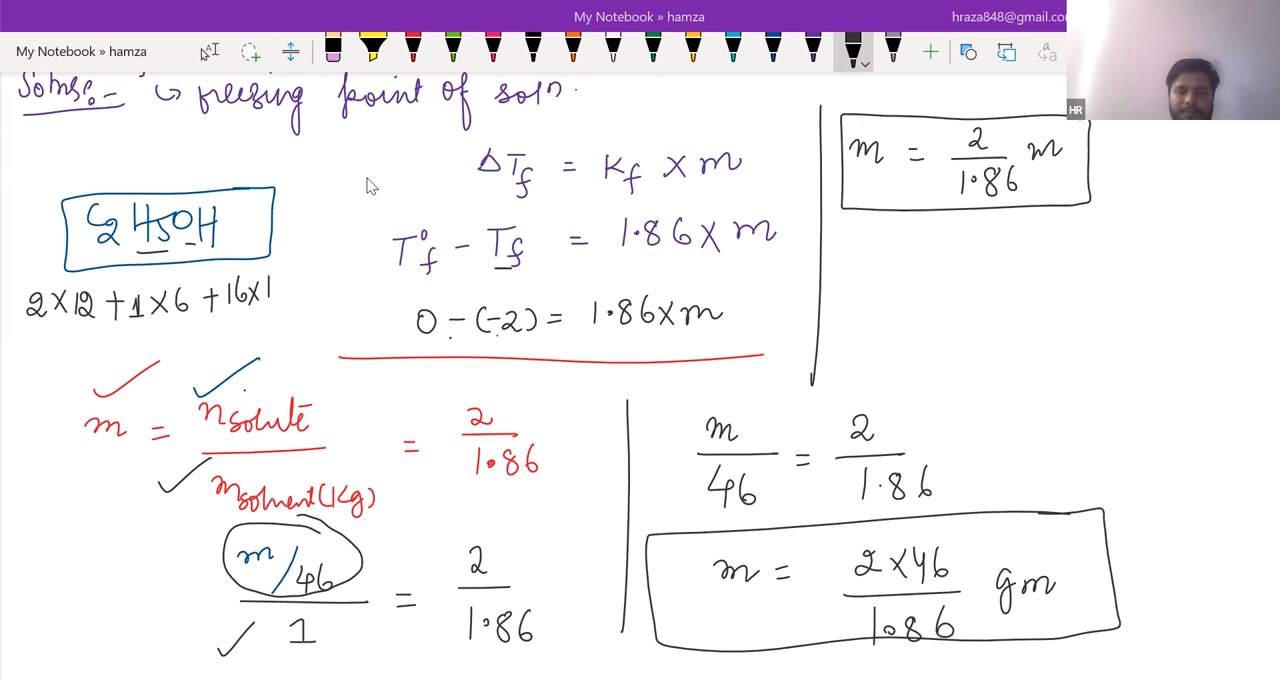 My Notebook » hamza
hraza848@gmail.co
My Notebook » hamza
HR
freezing point of solⁿ.
ΔTf = Kf × m
T°f - Tf = 1.86 × m
0 - (-2) = 1.86 × m
C2H5OH
2 × 12 + 1 × 6 + 16 × 1
m = nsolute / msolvent (Kg) = 2 / 1.86
m/46 / 1 = 2 / 1.86
m = 2 / 1.86 m
m / 46 = 2 / 1.86
m = 2 × 46 / 1.86 gm